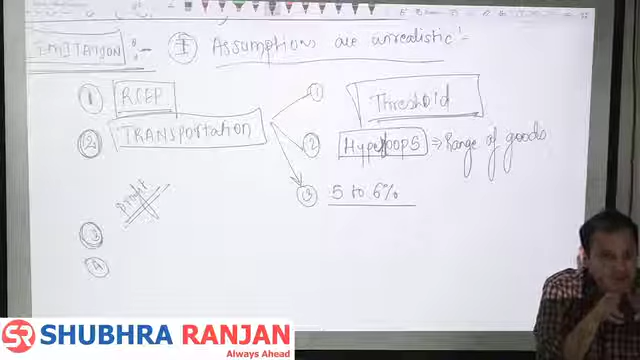 LIMITATION :- I Assumptions are unrealistic :-
① RCEP
② TRANSPORTATION
① Threshold
② Hyperloops ⇒ Range of goods
③ 5 to 6%
③
④
SR SHUBHRA RANJAN
Always Ahead